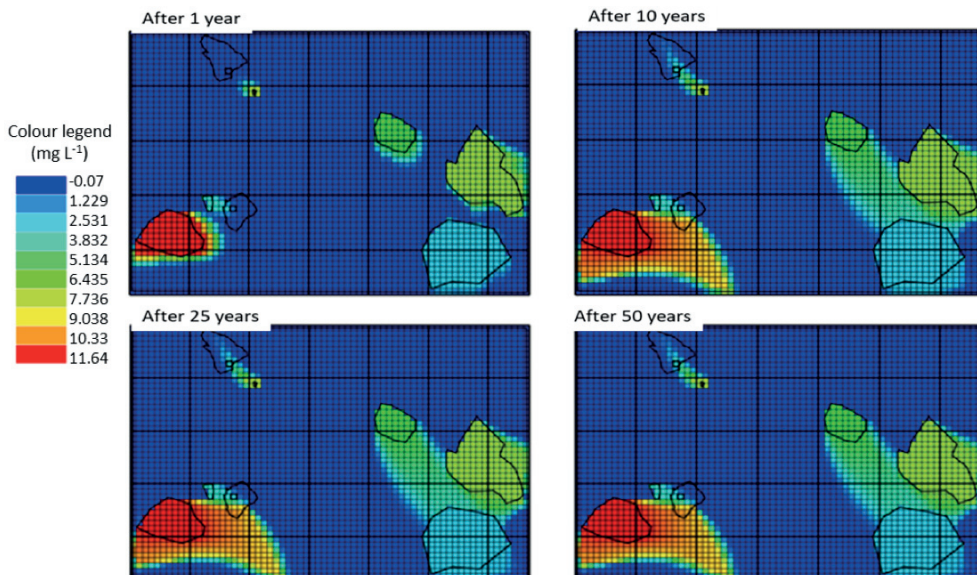 After 1 year
After 10 years
Colour legend
(mg L-1)
-0.07
1.229
2.531
3.832
5.134
6.435
7.736
9.038
10.33
11.64
After 25 years
After 50 years